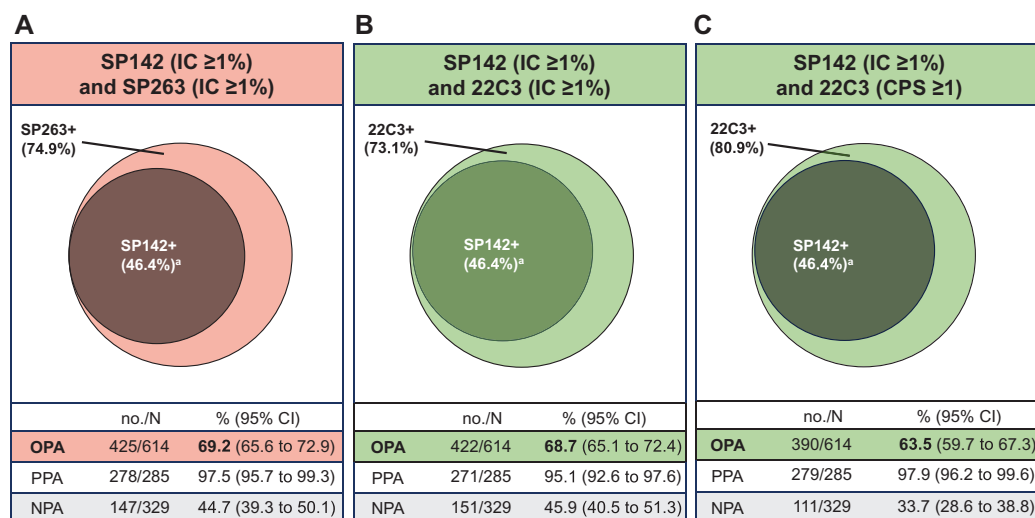 A
SP142 (IC ≥1%)
and SP263 (IC ≥1%)
SP263+
(74.9%)
SP142+
(46.4%)ᵃ
no./N % (95% CI)
OPA 425/614 69.2 (65.6 to 72.9)
PPA 278/285 97.5 (95.7 to 99.3)
NPA 147/329 44.7 (39.3 to 50.1)
B
SP142 (IC ≥1%)
and 22C3 (IC ≥1%)
22C3+
(73.1%)
SP142+
(46.4%)ᵃ
no./N % (95% CI)
OPA 422/614 68.7 (65.1 to 72.4)
PPA 271/285 95.1 (92.6 to 97.6)
NPA 151/329 45.9 (40.5 to 51.3)
C
SP142 (IC ≥1%)
and 22C3 (CPS ≥1)
22C3+
(80.9%)
SP142+
(46.4%)ᵃ
no./N % (95% CI)
OPA 390/614 63.5 (59.7 to 67.3)
PPA 279/285 97.9 (96.2 to 99.6)
NPA 111/329 33.7 (28.6 to 38.8)